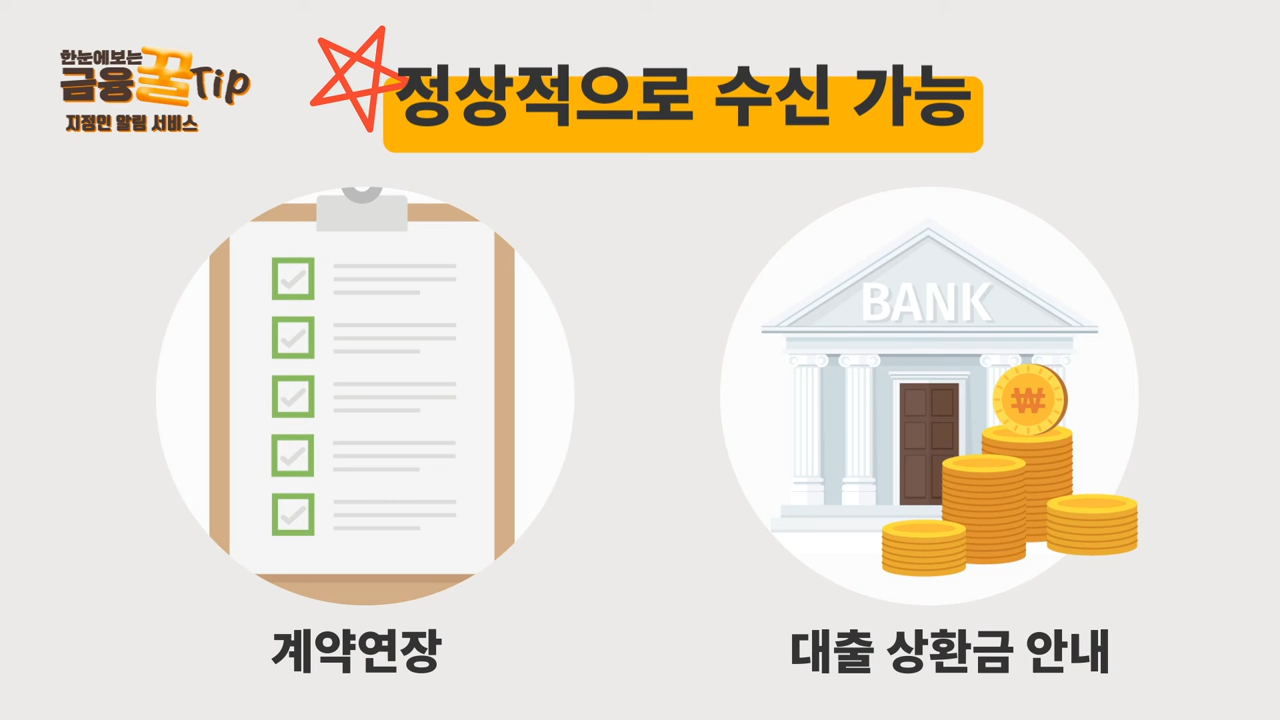 한눈에보는
금융꿀Tip
지정인 알림 서비스
정상적으로 수신 가능
BANK
₩
계약연장
대출 상환금 안내